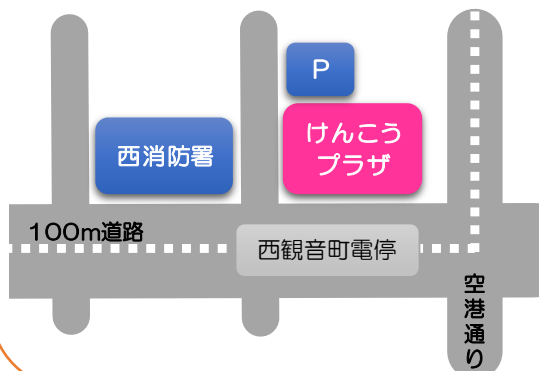 P
けんこう
プラザ
西消防署
100m道路
西観音町電停
空港通り